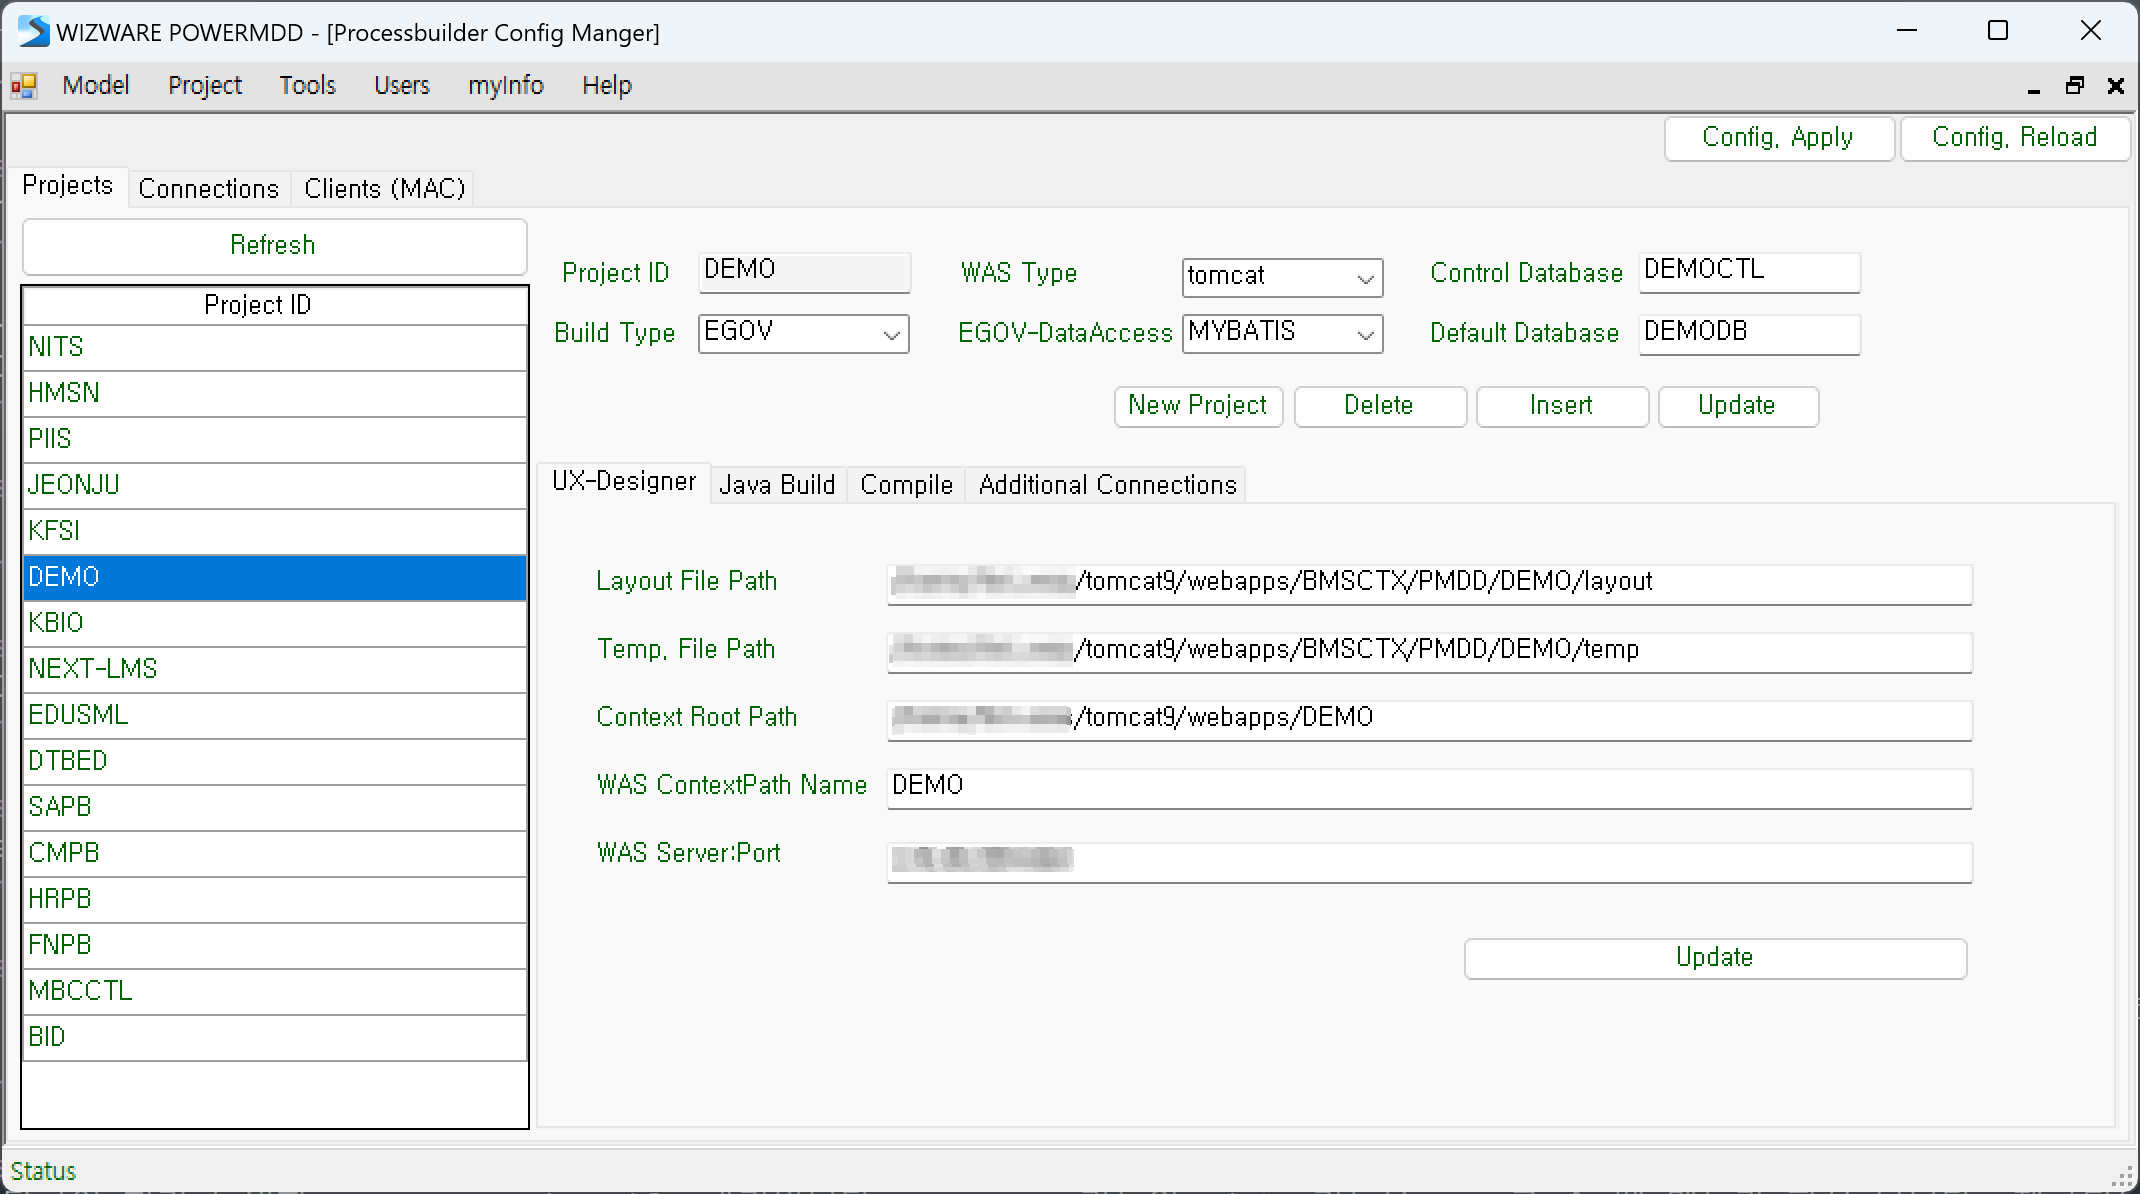 WIZWARE POWERMDD - [Processbuilder Config Manger]
Model Project Tools Users myInfo Help
Config. Apply Config. Reload
Projects Connections Clients (MAC)
Refresh
Project ID
NITS
HMSN
PIIS
JEONJU
KFSI
DEMO
KBIO
NEXT-LMS
EDUSML
DTBED
SAPB
CMPB
HRPB
FNPB
MBCCTL
BID
Project ID DEMO WAS Type tomcat Control Database DEMOCTL
Build Type EGOV EGOV-DataAccess MYBATIS Default Database DEMODB
New Project Delete Insert Update
UX-Designer Java Build Compile Additional Connections
Layout File Path /tomcat9/webapps/BMSCTX/PMDD/DEMO/layout
Temp. File Path /tomcat9/webapps/BMSCTX/PMDD/DEMO/temp
Context Root Path /tomcat9/webapps/DEMO
WAS ContextPath Name DEMO
WAS Server:Port
Update
Status